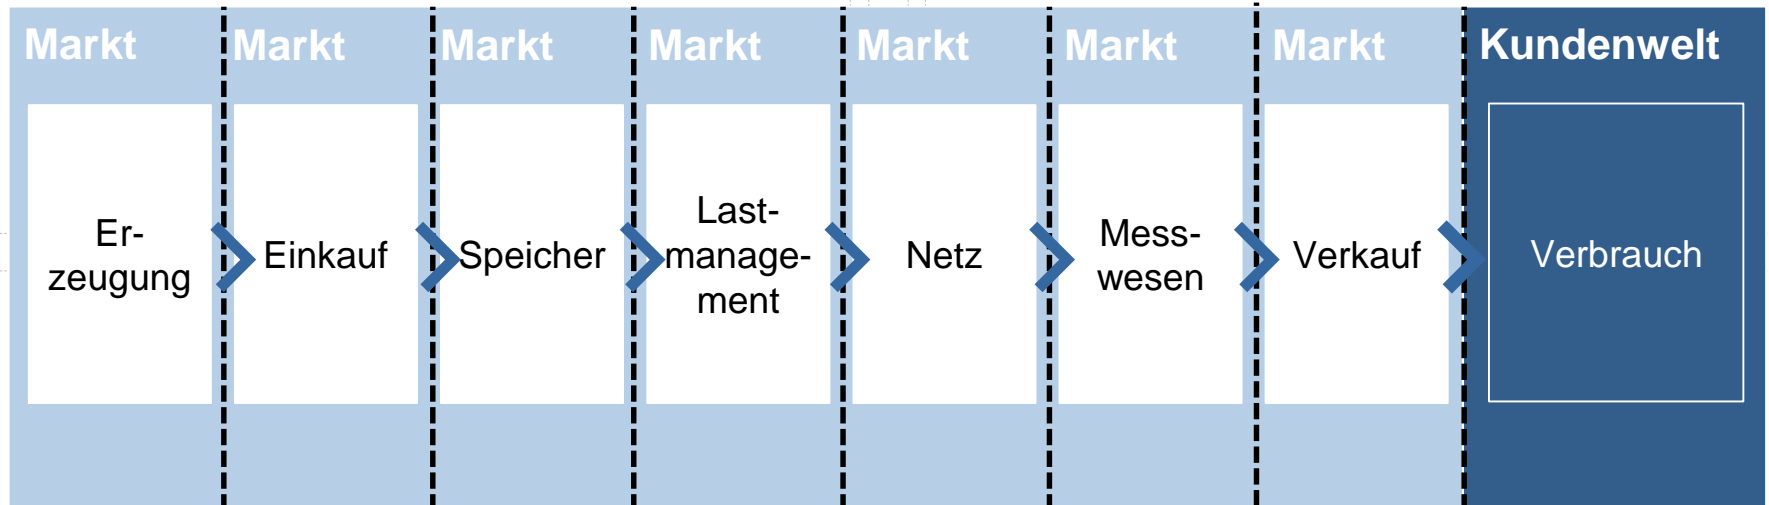 Markt
Markt
Markt
Markt
Markt
Markt
Markt
Kundenwelt
Er-
zeugung
Einkauf
Speicher
Last-
manage-
ment
Netz
Mess-
wesen
Verkauf
Verbrauch